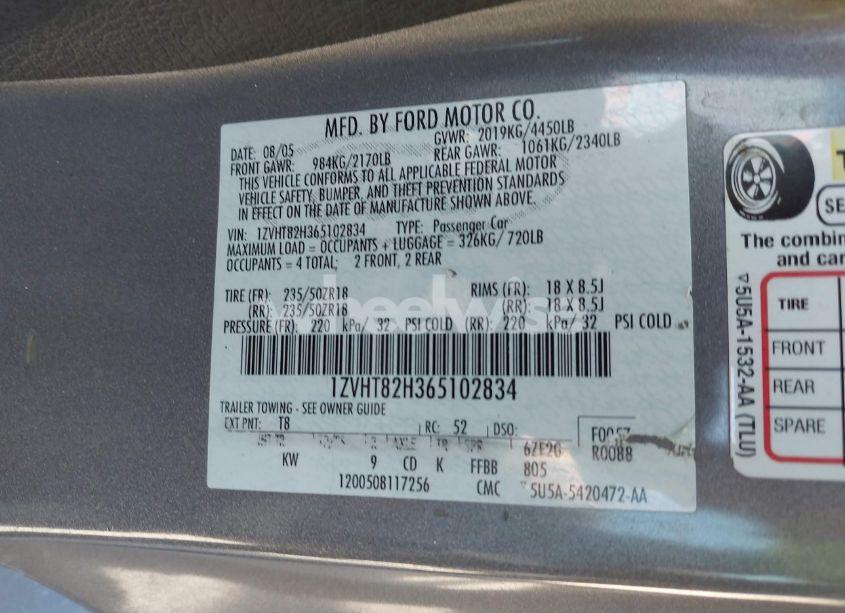 MFD. BY FORD MOTOR CO.
DATE: 08/05 GVWR: 2019KG/4450LB
FRONT GAWR: 984KG/2170LB REAR GAWR: 1061KG/2340LB
THIS VEHICLE CONFORMS TO ALL APPLICABLE FEDERAL MOTOR
VEHICLE SAFETY, BUMPER, AND THEFT PREVENTION STANDARDS
IN EFFECT ON THE DATE OF MANUFACTURE SHOWN ABOVE.
VIN: 1ZVHT82H365102834 TYPE: Passenger Car
MAXIMUM LOAD = OCCUPANTS + LUGGAGE = 326KG/720LB
OCCUPANTS = 4 TOTAL: 2 FRONT, 2 REAR
TIRE (FR): 235/50ZR18 RIMS (FR): 18 X 8.5J
(RR): 235/50ZR18 (RR): 18 X 8.5J
PRESSURE (FR): 220 kPa/ 32 PSI COLD (RR): 220 kPa/ 32 PSI COLD
1ZVHT82H365102834
TRAILER TOWING - SEE OWNER GUIDE
EXT PNT: T8 RC: 52 DSO:
AXLE TR SPR 6ZE2G R0088
KW 9 CD K FFBB 805
1200508117256 CMC ▽5U5A-5420472-AA
The combin
and car
TIRE
FRONT
REAR
SPARE
▽5U5A-1532-AA (TLU)
wheelwis